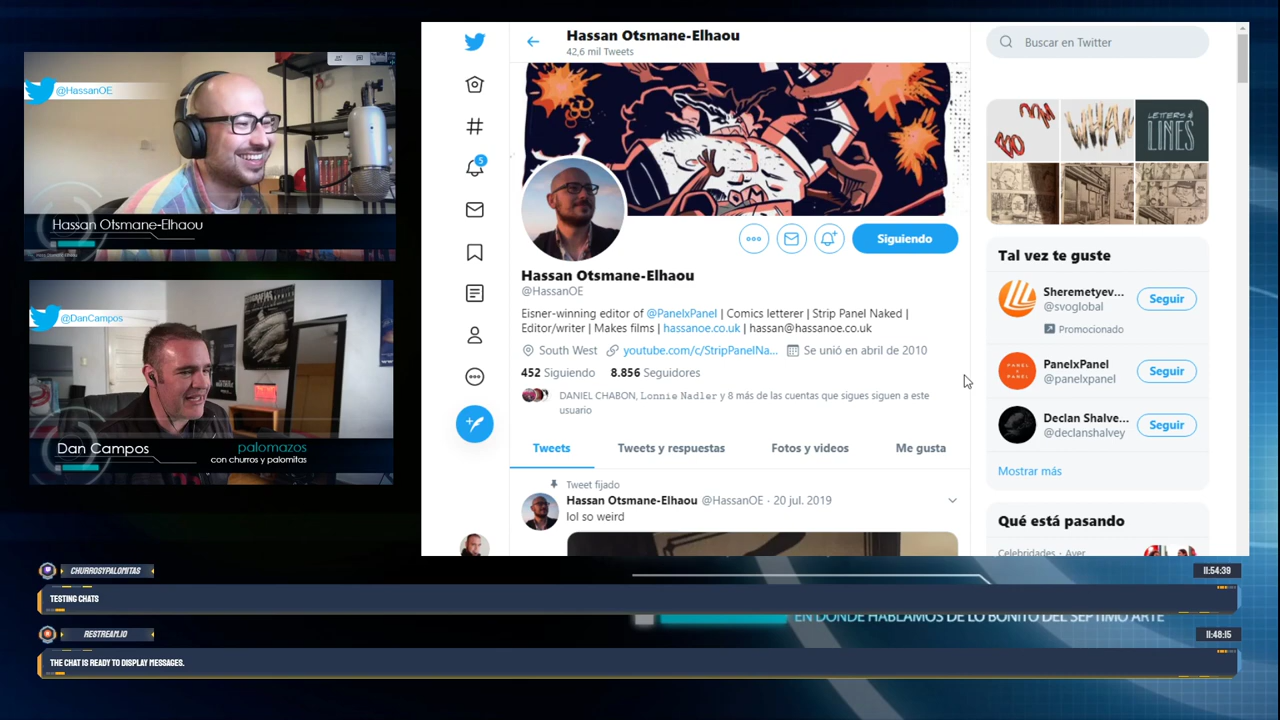 @HassanOE
Hassan Otsmane-Elhaou
@DanCampos
Dan Campos
palomazos
con churros y palomitas
Hassan Otsmane-Elhaou
42,6 mil Tweets
5
Siguiendo
Hassan Otsmane-Elhaou
@HassanOE
Eisner-winning editor of @PanelxPanel | Comics letterer | Strip Panel Naked |
Editor/writer | Makes films | hassanoe.co.uk | hassan@hassanoe.co.uk
South West youtube.com/c/StripPanelNa... Se unió en abril de 2010
452 Siguiendo 8.856 Seguidores
DANIEL CHABON, Lonnie Nadler y 8 más de las cuentas que sigues siguen a este
usuario
Tweets Tweets y respuestas Fotos y videos Me gusta
Tweet fijado
Hassan Otsmane-Elhaou @HassanOE · 20 jul. 2019
lol so weird
Buscar en Twitter
LETTERS &
LINES
Tal vez te guste
Sheremetyev...
@svoglobal
Seguir
Promocionado
PANEL
x
PANEL
PanelxPanel
@panelxpanel
Seguir
Declan Shalve...
@declanshalvey
Seguir
Mostrar más
Qué está pasando
Celebridades · Ayer
CHURROSYPALOMITAS
11:54:39
TESTING CHATS
EN DONDE HABLAMOS DE LO BONITO DEL SEPTIMO ARTE
RESTREAM.IO
11:48:15
THE CHAT IS READY TO DISPLAY MESSAGES.